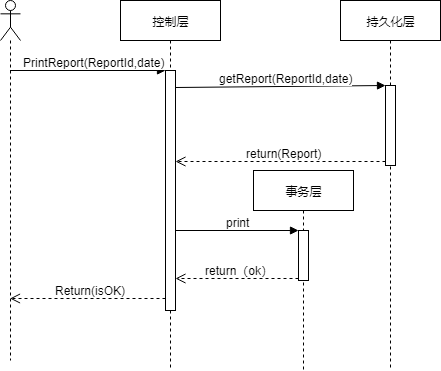 控制层
持久化层
PrintReport(ReportId,date)
getReport(ReportId,date)
return(Report)
事务层
print
return（ok）
Return(isOK)